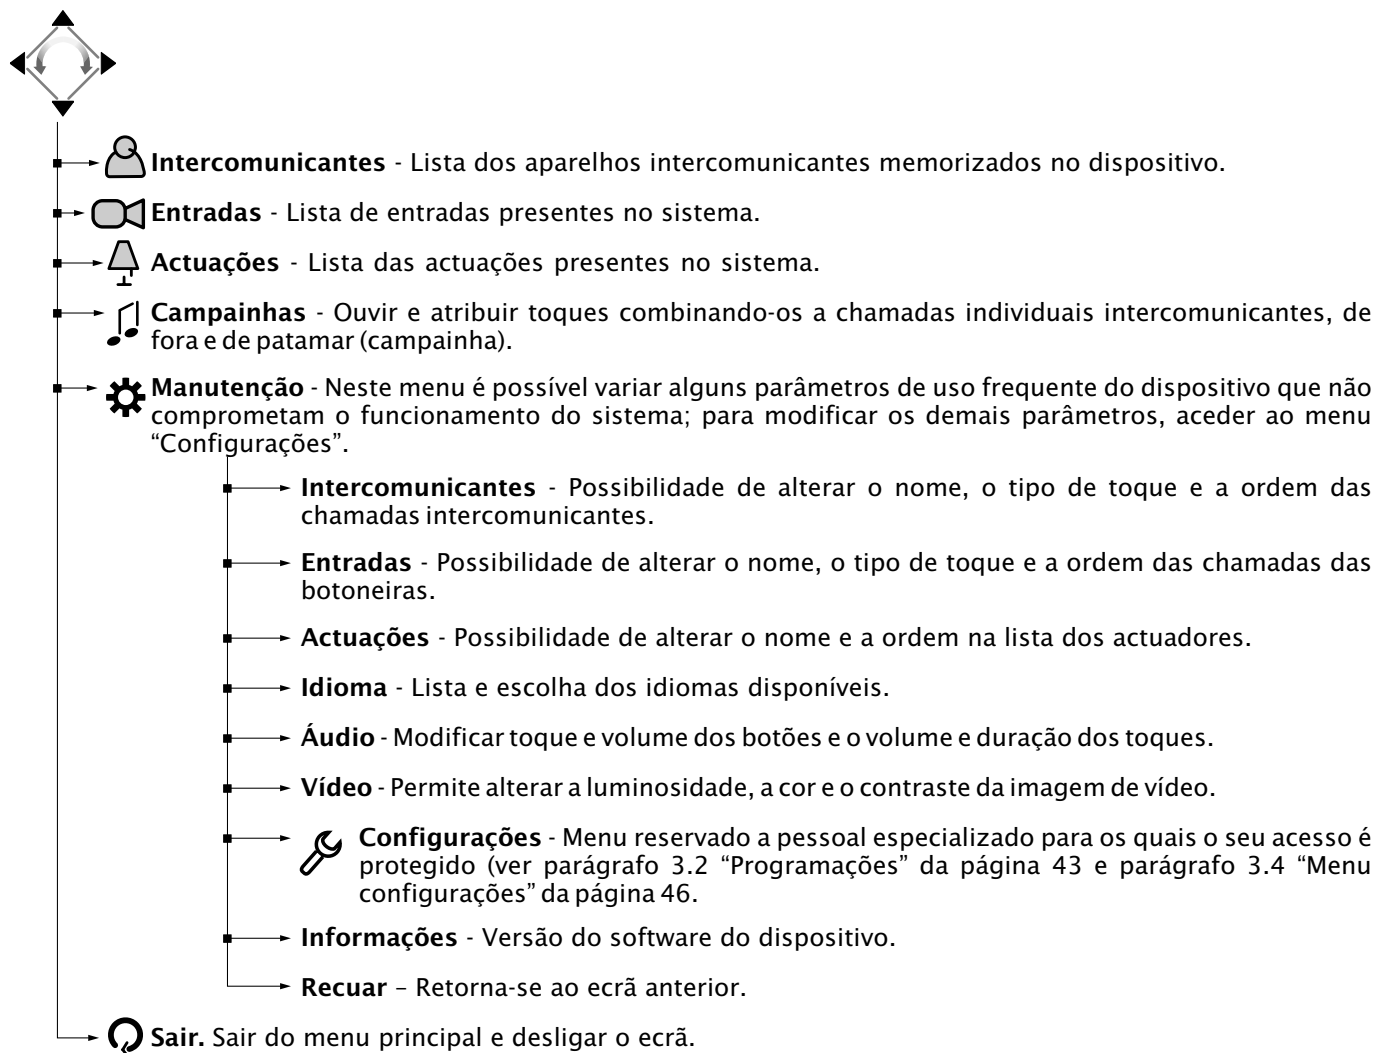 Intercomunicantes - Lista dos aparelhos intercomunicantes memorizados no dispositivo.
Entradas - Lista de entradas presentes no sistema.
Actuações - Lista das actuações presentes no sistema.
Campainhas - Ouvir e atribuir toques combinando-os a chamadas individuais intercomunicantes, de
fora e de patamar (campainha).
Manutenção - Neste menu é possível variar alguns parâmetros de uso frequente do dispositivo que não
comprometam o funcionamento do sistema; para modificar os demais parâmetros, aceder ao menu
“Configurações”.
Intercomunicantes - Possibilidade de alterar o nome, o tipo de toque e a ordem das
chamadas intercomunicantes.
Entradas - Possibilidade de alterar o nome, o tipo de toque e a ordem das chamadas das
botoneiras.
Actuações - Possibilidade de alterar o nome e a ordem na lista dos actuadores.
Idioma - Lista e escolha dos idiomas disponíveis.
Áudio - Modificar toque e volume dos botões e o volume e duração dos toques.
Vídeo - Permite alterar a luminosidade, a cor e o contraste da imagem de vídeo.
Configurações - Menu reservado a pessoal especializado para os quais o seu acesso é
protegido (ver parágrafo 3.2 “Programações” da página 43 e parágrafo 3.4 “Menu
configurações” da página 46.
Informações - Versão do software do dispositivo.
Recuar – Retorna-se ao ecrã anterior.
Sair. Sair do menu principal e desligar o ecrã.